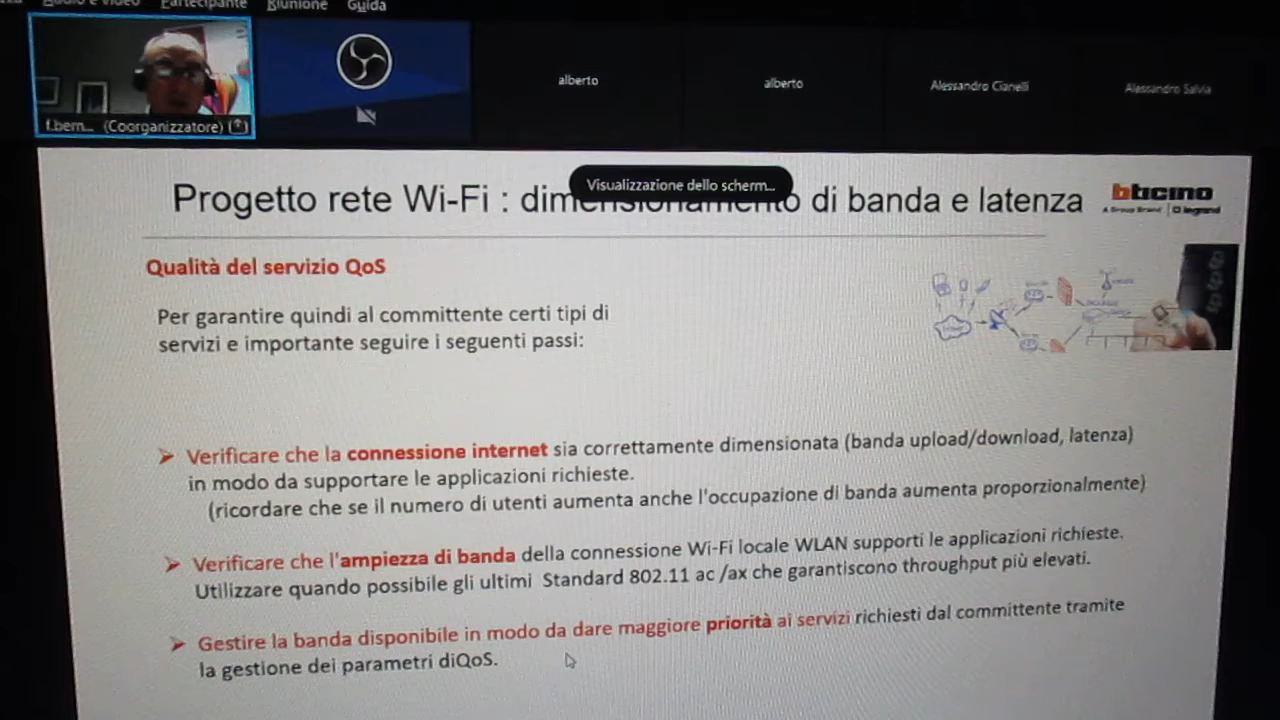 Audio e video Partecipante Riunione Guida
f.bern... (Coorganizzatore)
alberto
alberto
Alessandro Cianelli
Alessandro Salvia
Visualizzazione dello scherm...
Progetto rete Wi-Fi : dimensionamento di banda e latenza
bticino
A Group Brand | legrand
Qualità del servizio QoS
Per garantire quindi al committente certi tipi di
servizi e importante seguire i seguenti passi:
➢ Verificare che la connessione internet sia correttamente dimensionata (banda upload/download, latenza)
in modo da supportare le applicazioni richieste.
(ricordare che se il numero di utenti aumenta anche l'occupazione di banda aumenta proporzionalmente)
➢ Verificare che l'ampiezza di banda della connessione Wi-Fi locale WLAN supporti le applicazioni richieste.
Utilizzare quando possibile gli ultimi Standard 802.11 ac /ax che garantiscono throughput più elevati.
➢ Gestire la banda disponibile in modo da dare maggiore priorità ai servizi richiesti dal committente tramite
la gestione dei parametri diQoS.